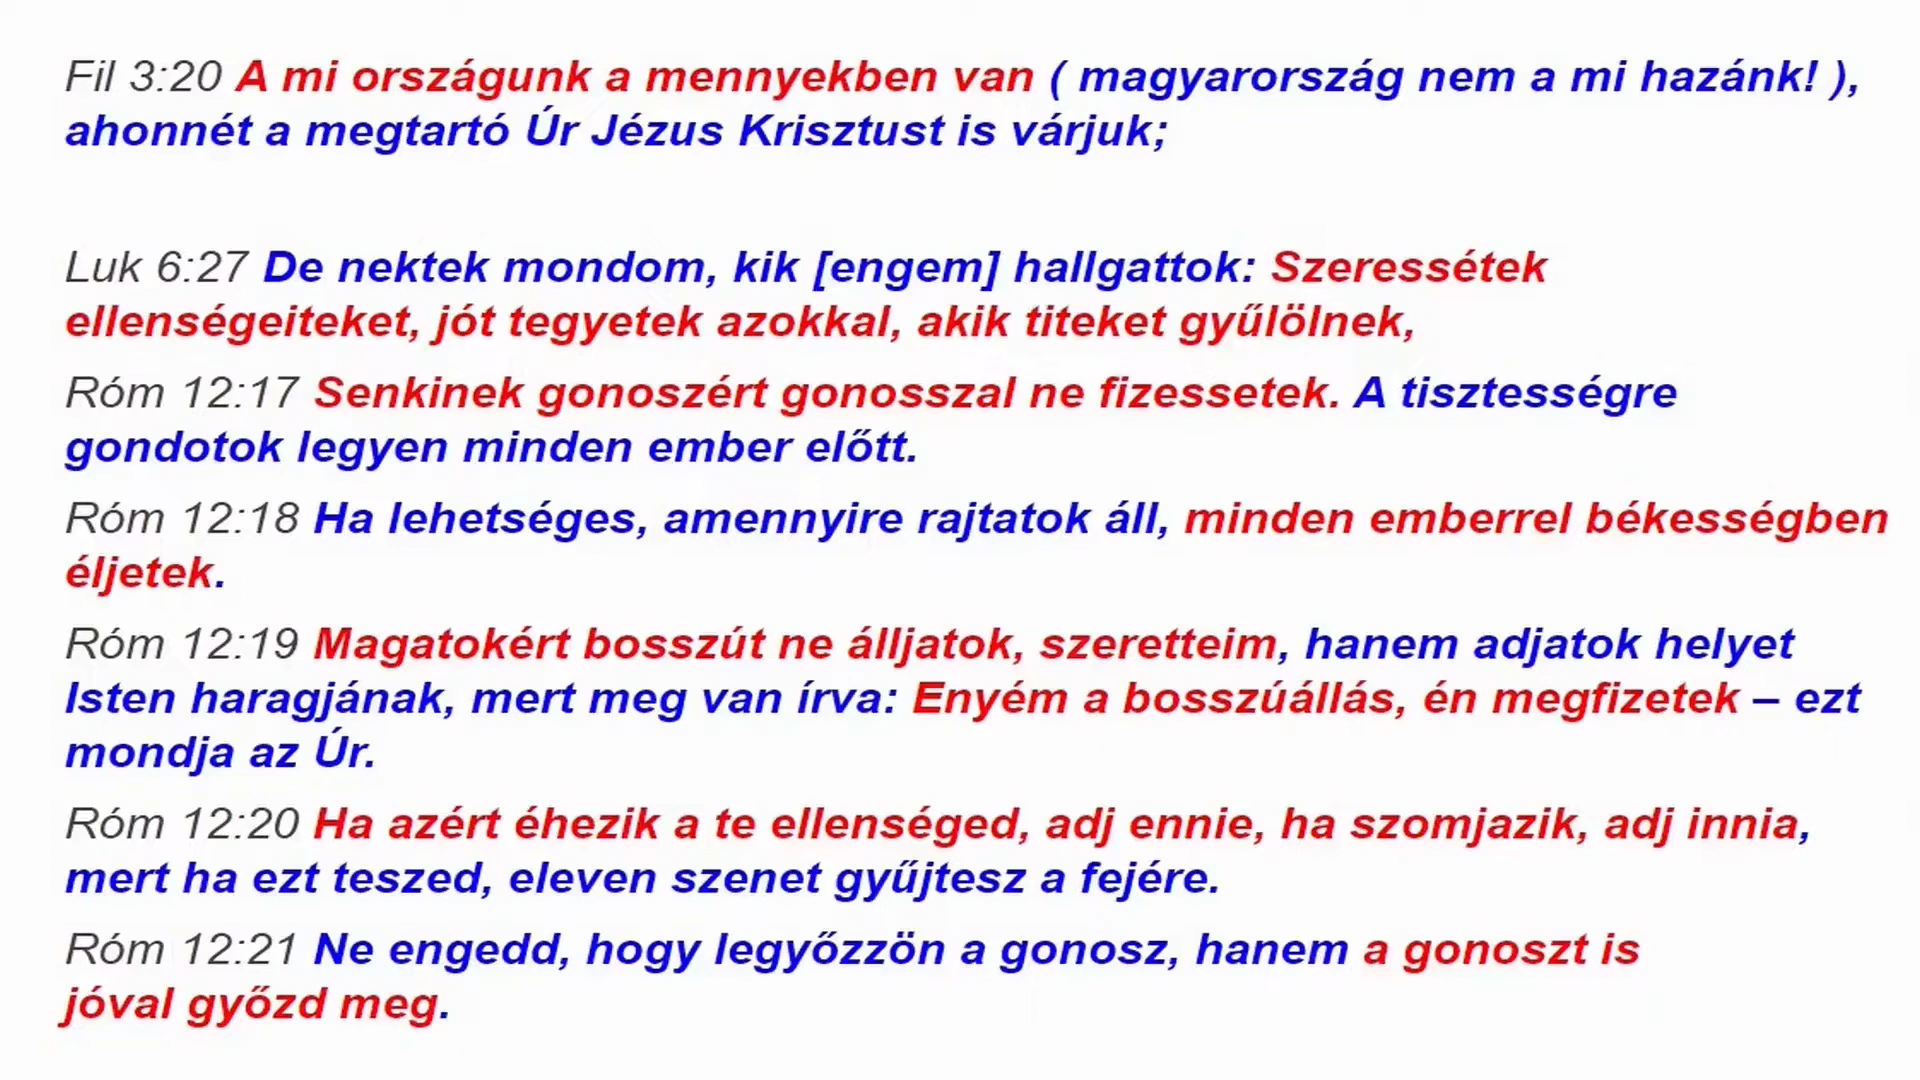 Fil 3:20 A mi országunk a mennyekben van ( magyarország nem a mi hazánk! ),
ahonnét a megtartó Úr Jézus Krisztust is várjuk;
Luk 6:27 De nektek mondom, kik [engem] hallgattok: Szeressétek
ellenségeiteket, jót tegyetek azokkal, akik titeket gyűlölnek,
Róm 12:17 Senkinek gonoszért gonosszal ne fizessetek. A tisztességre
gondotok legyen minden ember előtt.
Róm 12:18 Ha lehetséges, amennyire rajtatok áll, minden emberrel békességben
éljetek.
Róm 12:19 Magatokért bosszút ne álljatok, szeretteim, hanem adjatok helyet
Isten haragjának, mert meg van írva: Enyém a bosszúállás, én megfizetek – ezt
mondja az Úr.
Róm 12:20 Ha azért éhezik a te ellenséged, adj ennie, ha szomjazik, adj innia,
mert ha ezt teszed, eleven szenet gyűjtesz a fejére.
Róm 12:21 Ne engedd, hogy legyőzzön a gonosz, hanem a gonoszt is
jóval győzd meg.